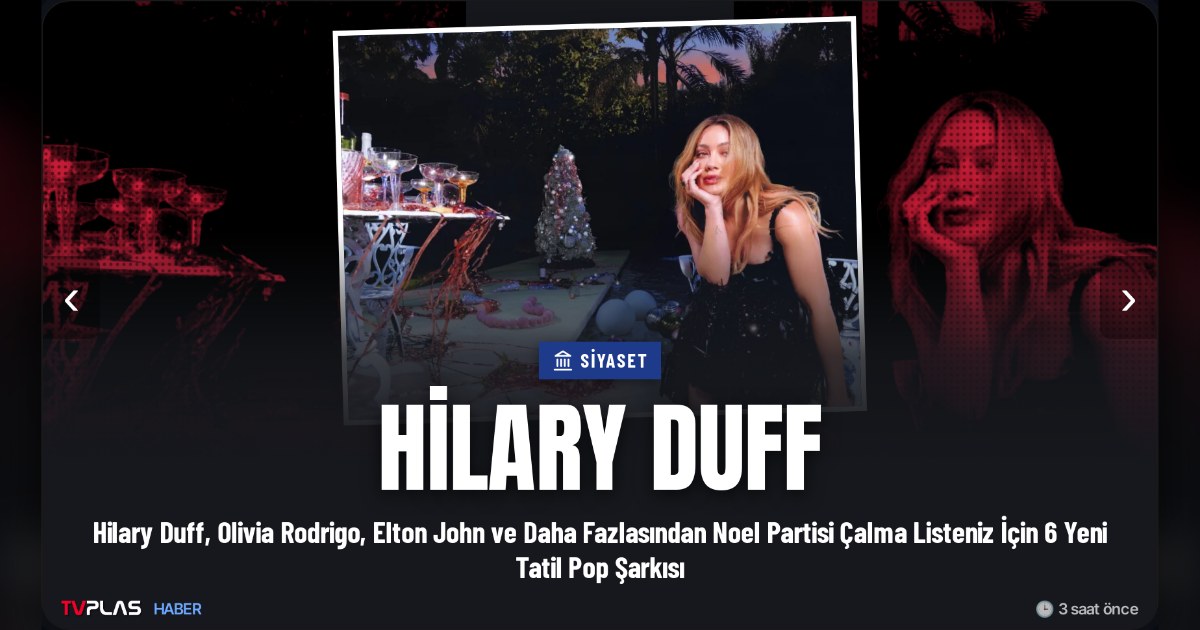 SİYASET
HİLARY DUFF
Hilary Duff, Olivia Rodrigo, Elton John ve Daha Fazlasından Noel Partisi Çalma Listeniz İçin 6 Yeni
Tatil Pop Şarkısı
TVPLAS HABER
3 saat önce